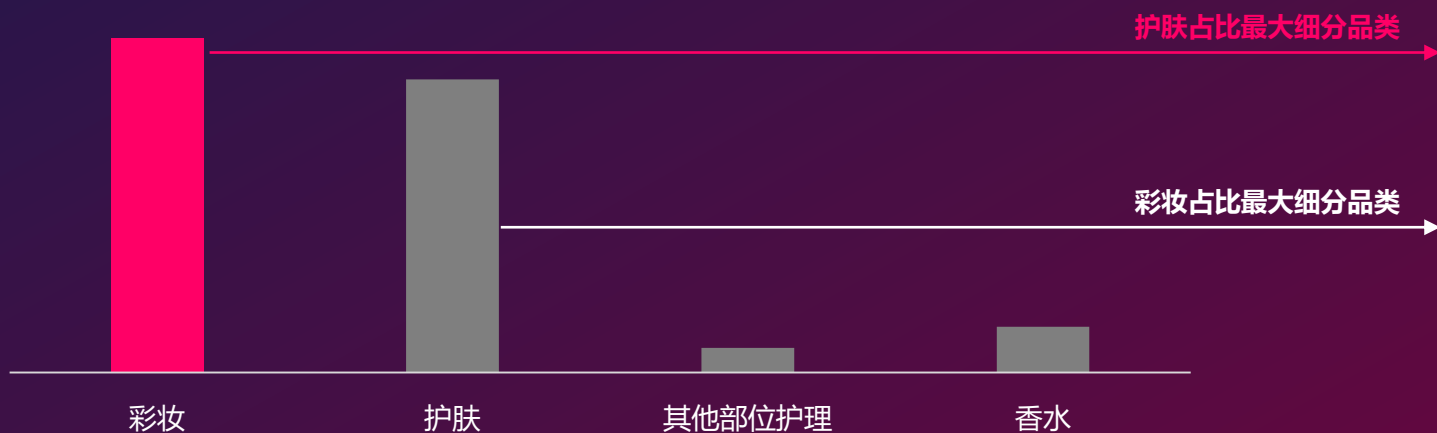 护肤占比最大细分品类
彩妆占比最大细分品类
彩妆
护肤
其他部位护理
香水